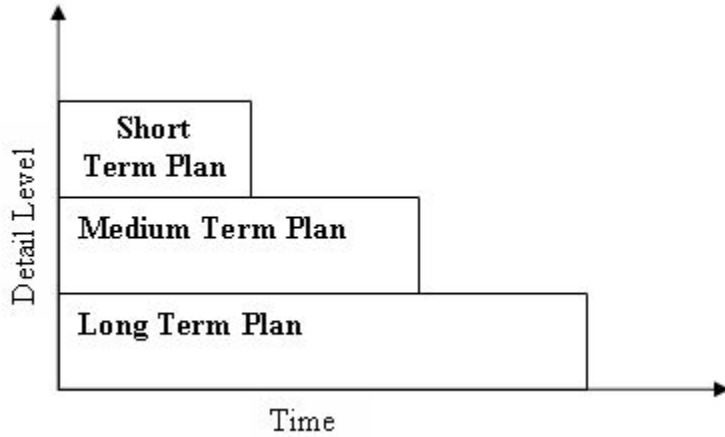 Short
Term Plan
Medium Term Plan
Long Term Plan
Detail Level
Time